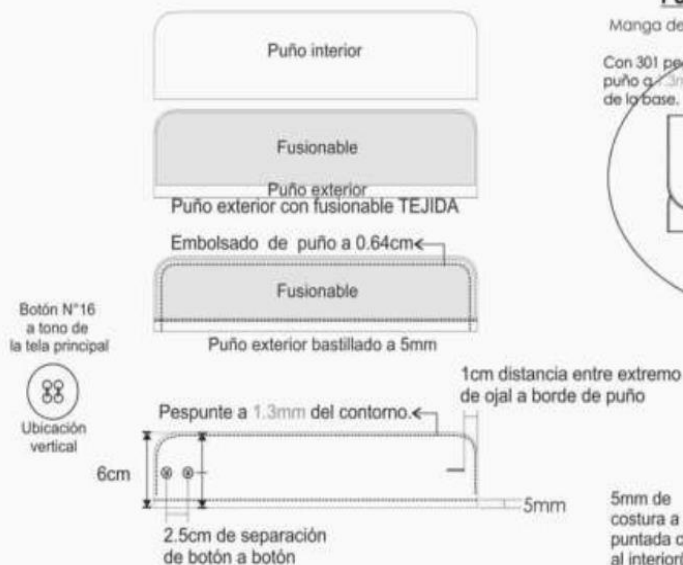 Puño interior
Fusionable
Puño exterior
Puño exterior con fusionable TEJIDA
Embolsado de puño a 0.64cm
Fusionable
Puño exterior bastillado a 5mm
Botón N°16
a tono de
la tela principal
Ubicación
vertical
Pespunte a 1.3mm del contorno.
1cm distancia entre extremo
de ojal a borde de puño
6cm
5mm
2.5cm de separación
de botón a botón
Manga de
Con 301
puño a
de la base.
5mm de
costura a
puntada